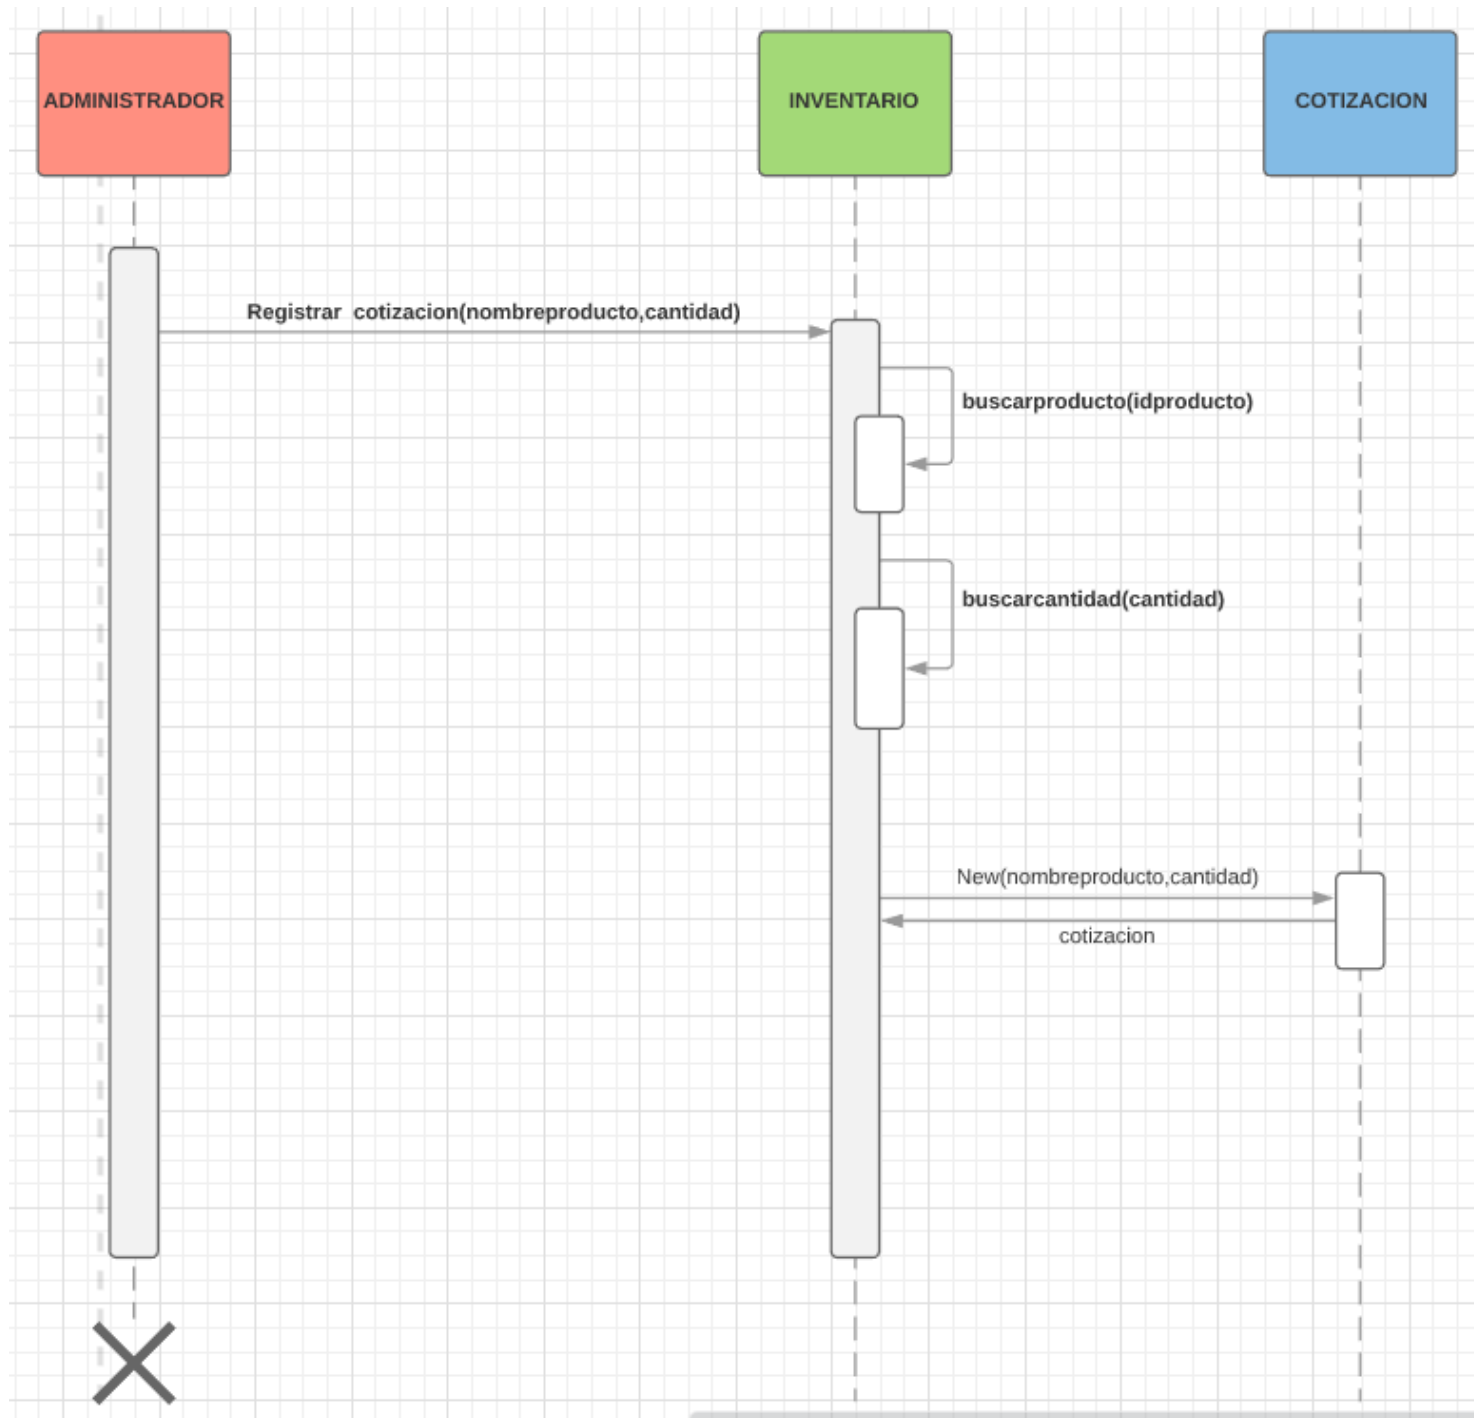 ADMINISTRADOR
INVENTARIO
COTIZACION
Registrar  cotizacion(nombreproducto,cantidad)
buscarproducto(idproducto)
buscarcantidad(cantidad)
New(nombreproducto,cantidad)
cotizacion